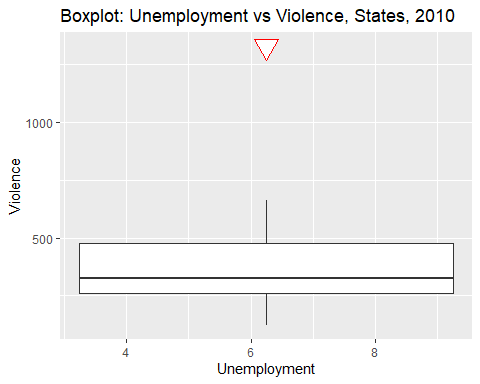 Boxplot: Unemployment vs Violence, States, 2010
1000
500
Violence
4 6 8
Unemployment